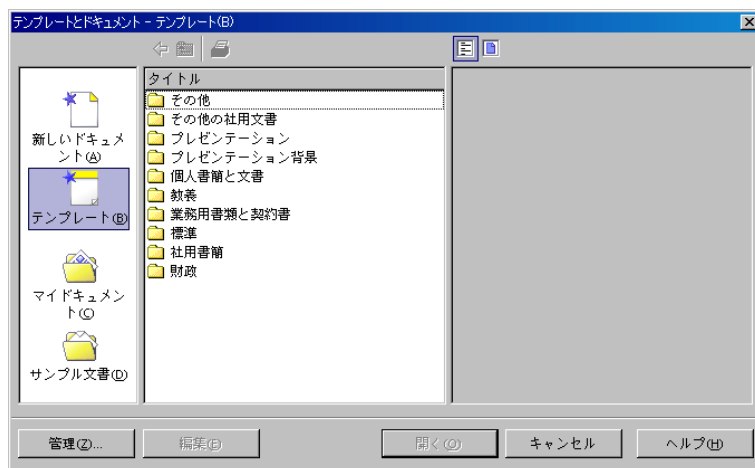 テンプレートとドキュメント - テンプレート(B)
新しいドキュメ
ント(A)
テンプレート(B)
マイドキュメン
ト(C)
サンプル文書(D)
タイトル
その他
その他の社用文書
プレゼンテーション
プレゼンテーション背景
個人書簡と文書
教義
業務用書類と契約書
標準
社用書簡
財政
管理(Z)...
編集(E)
開く(O)
キャンセル
ヘルプ(H)